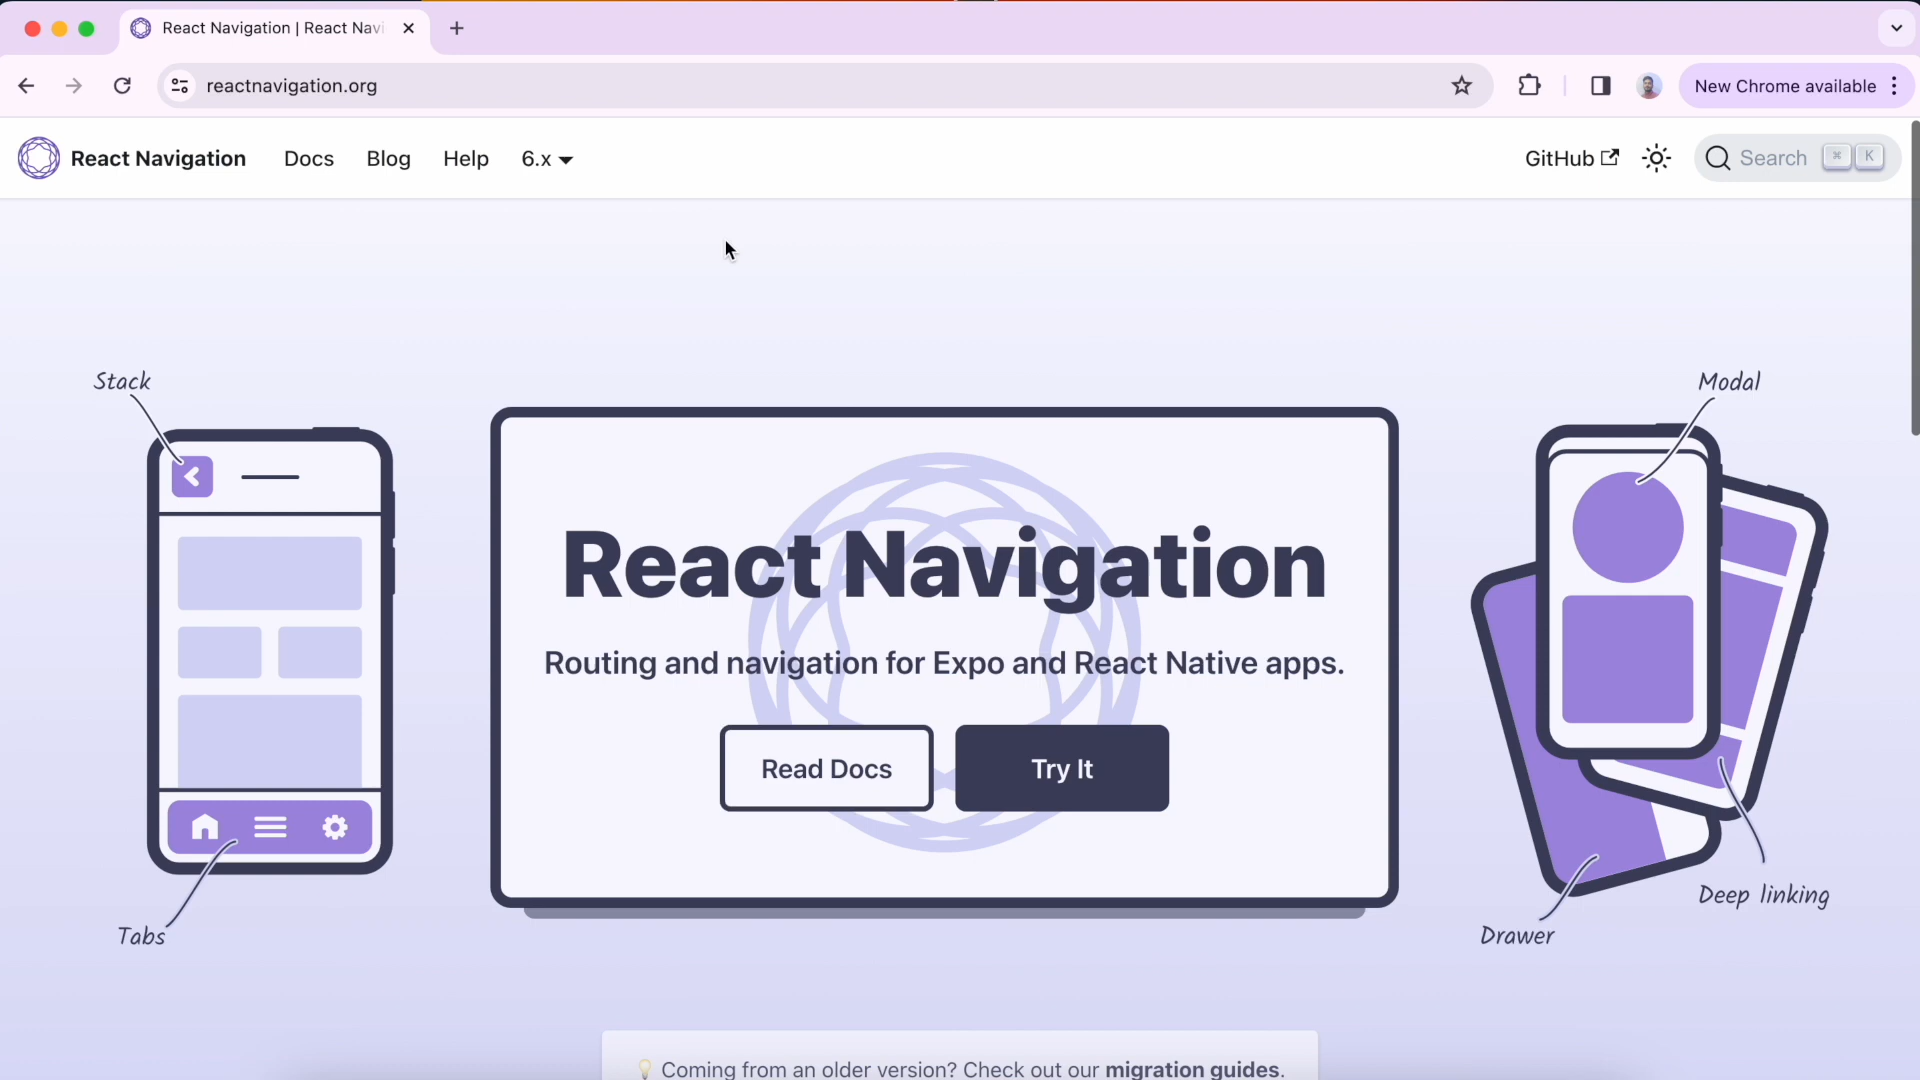 React Navigation | React Navi
reactnavigation.org
New Chrome available
React Navigation Docs Blog Help 6.x GitHub Search ⌘ K
Stack
Modal
React Navigation
Routing and navigation for Expo and React Native apps.
Read Docs Try It
Deep linking
Tabs
Drawer
Coming from an older version? Check out our migration guides.